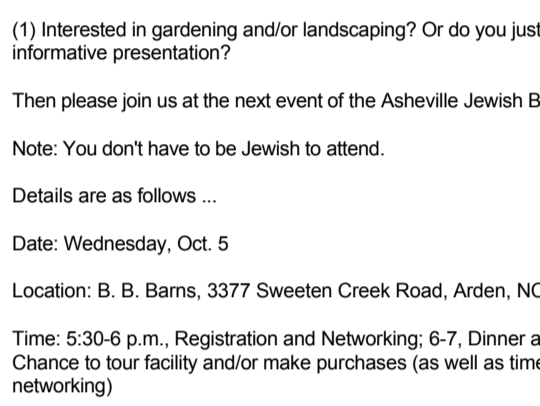 (1) Interested in gardening and/or landscaping? Or do you just
informative presentation?
Then please join us at the next event of the Asheville Jewish B
Note: You don't have to be Jewish to attend.
Details are as follows ...
Date: Wednesday, Oct. 5
Location: B. B. Barns, 3377 Sweeten Creek Road, Arden, NC
Time: 5:30-6 p.m., Registration and Networking; 6-7, Dinner a
Chance to tour facility and/or make purchases (as well as time
networking)